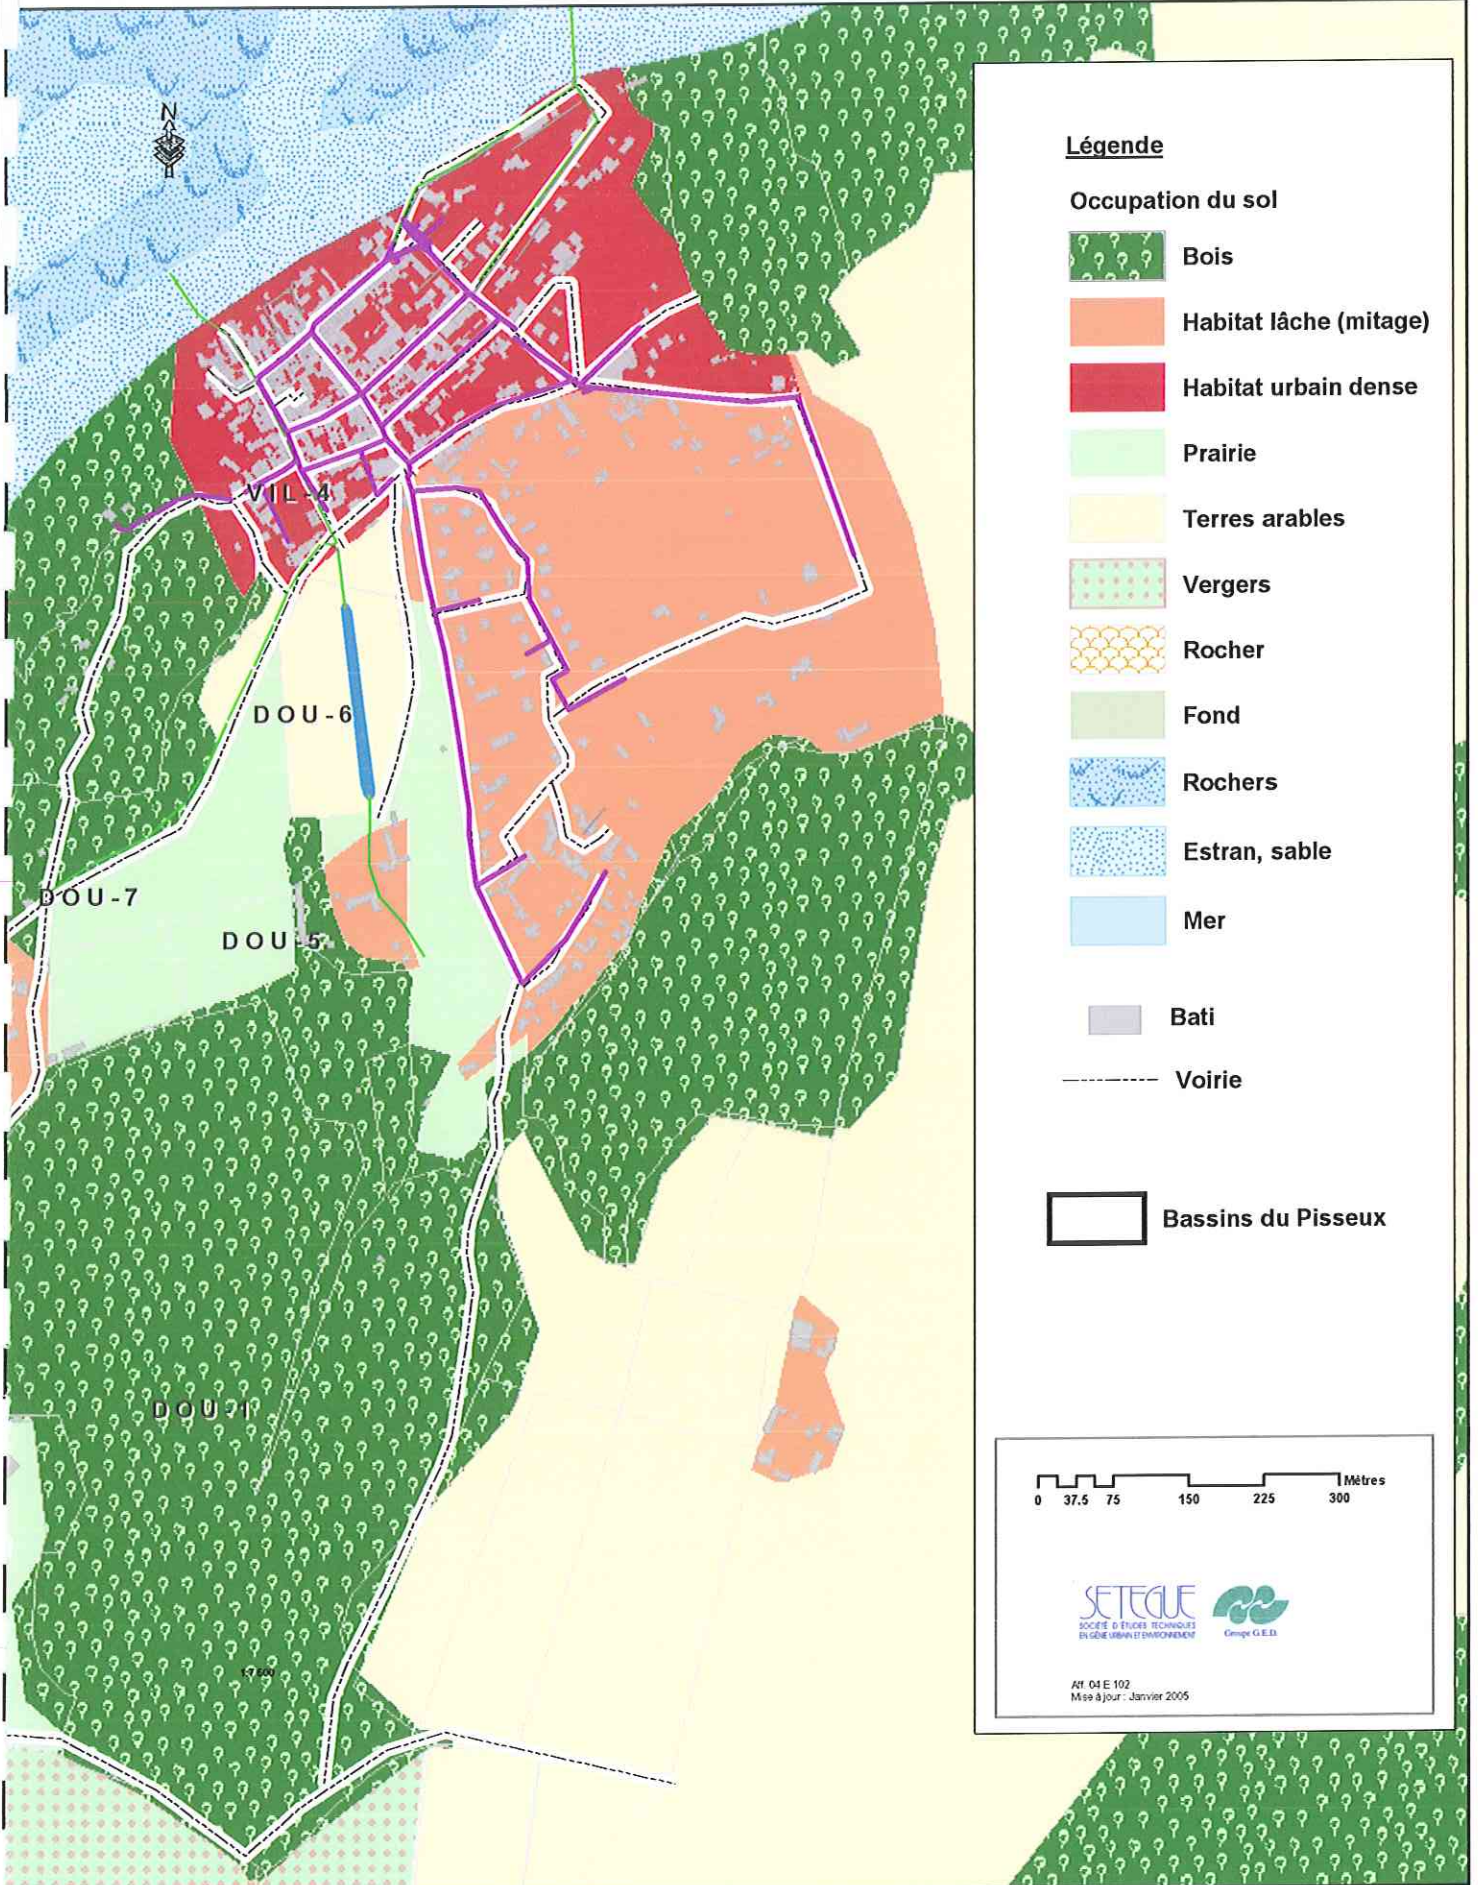 N
Légende
Occupation du sol
Bois
Habitat lâche (mitage)
Habitat urbain dense
Prairie
Terres arables
Vergers
Rocher
Fond
Rochers
Estran, sable
Mer
Bati
Voirie
Bassins du Pisseux
VIL-4
DOU-6
DOU-7
DOU-5
DOU-1
1:7 500
Mètres
0 37.5 75 150 225 300
SETEGUE
SOCIÉTÉ D'ÉTUDES TECHNIQUES
EN GÉNIE URBAIN ET ENVIRONNEMENT
Groupe G.E.D.
Aff. 04 E 102
Mise à jour : Janvier 2005